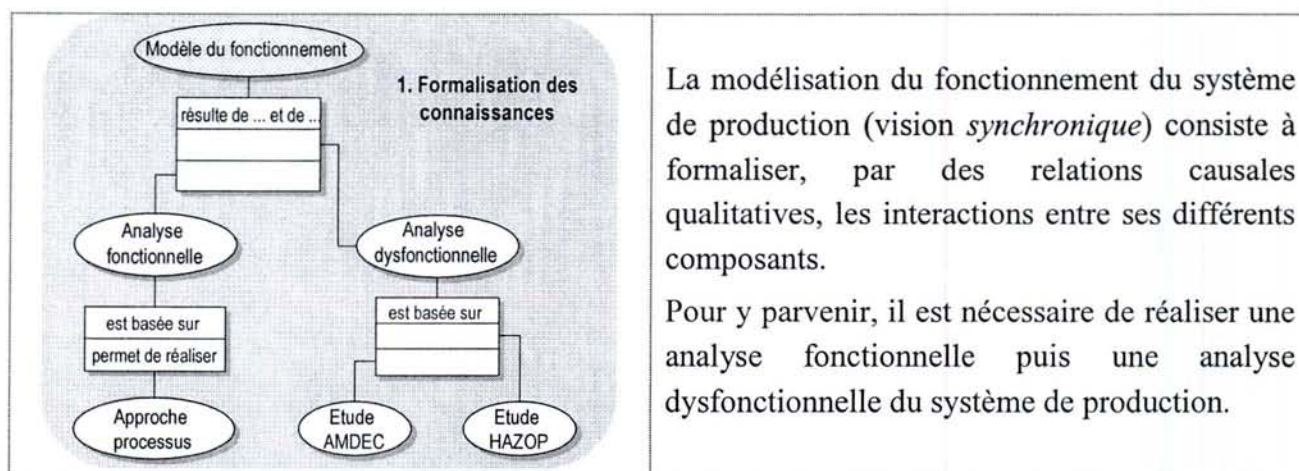 Modèle du fonctionnement
1. Formalisation des
connaissances
résulte de ... et de ...
Analyse
fonctionnelle
Analyse
dysfonctionnelle
est basée sur
permet de réaliser
est basée sur
Approche
processus
Etude
AMDEC
Etude
HAZOP
La modélisation du fonctionnement du système
de production (vision synchronique) consiste à
formaliser, par des relations causales
qualitatives, les interactions entre ses différents
composants.
Pour y parvenir, il est nécessaire de réaliser une
analyse fonctionnelle puis une analyse
dysfonctionnelle du système de production.